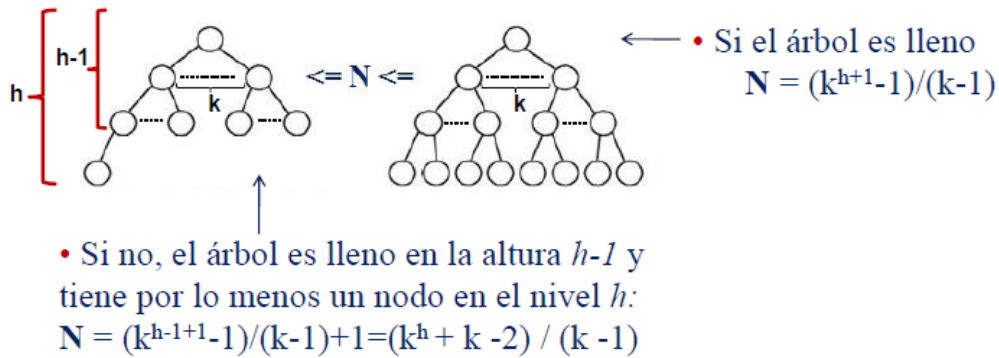 h
h-1
k
<= N <=
• Si el árbol es lleno
N = (k^{h+1}-1)/(k-1)
• Si no, el árbol es lleno en la altura h-1 y
tiene por lo menos un nodo en el nivel h:
N = (k^{h-1+1}-1)/(k-1)+1=(k^h + k -2) / (k -1)